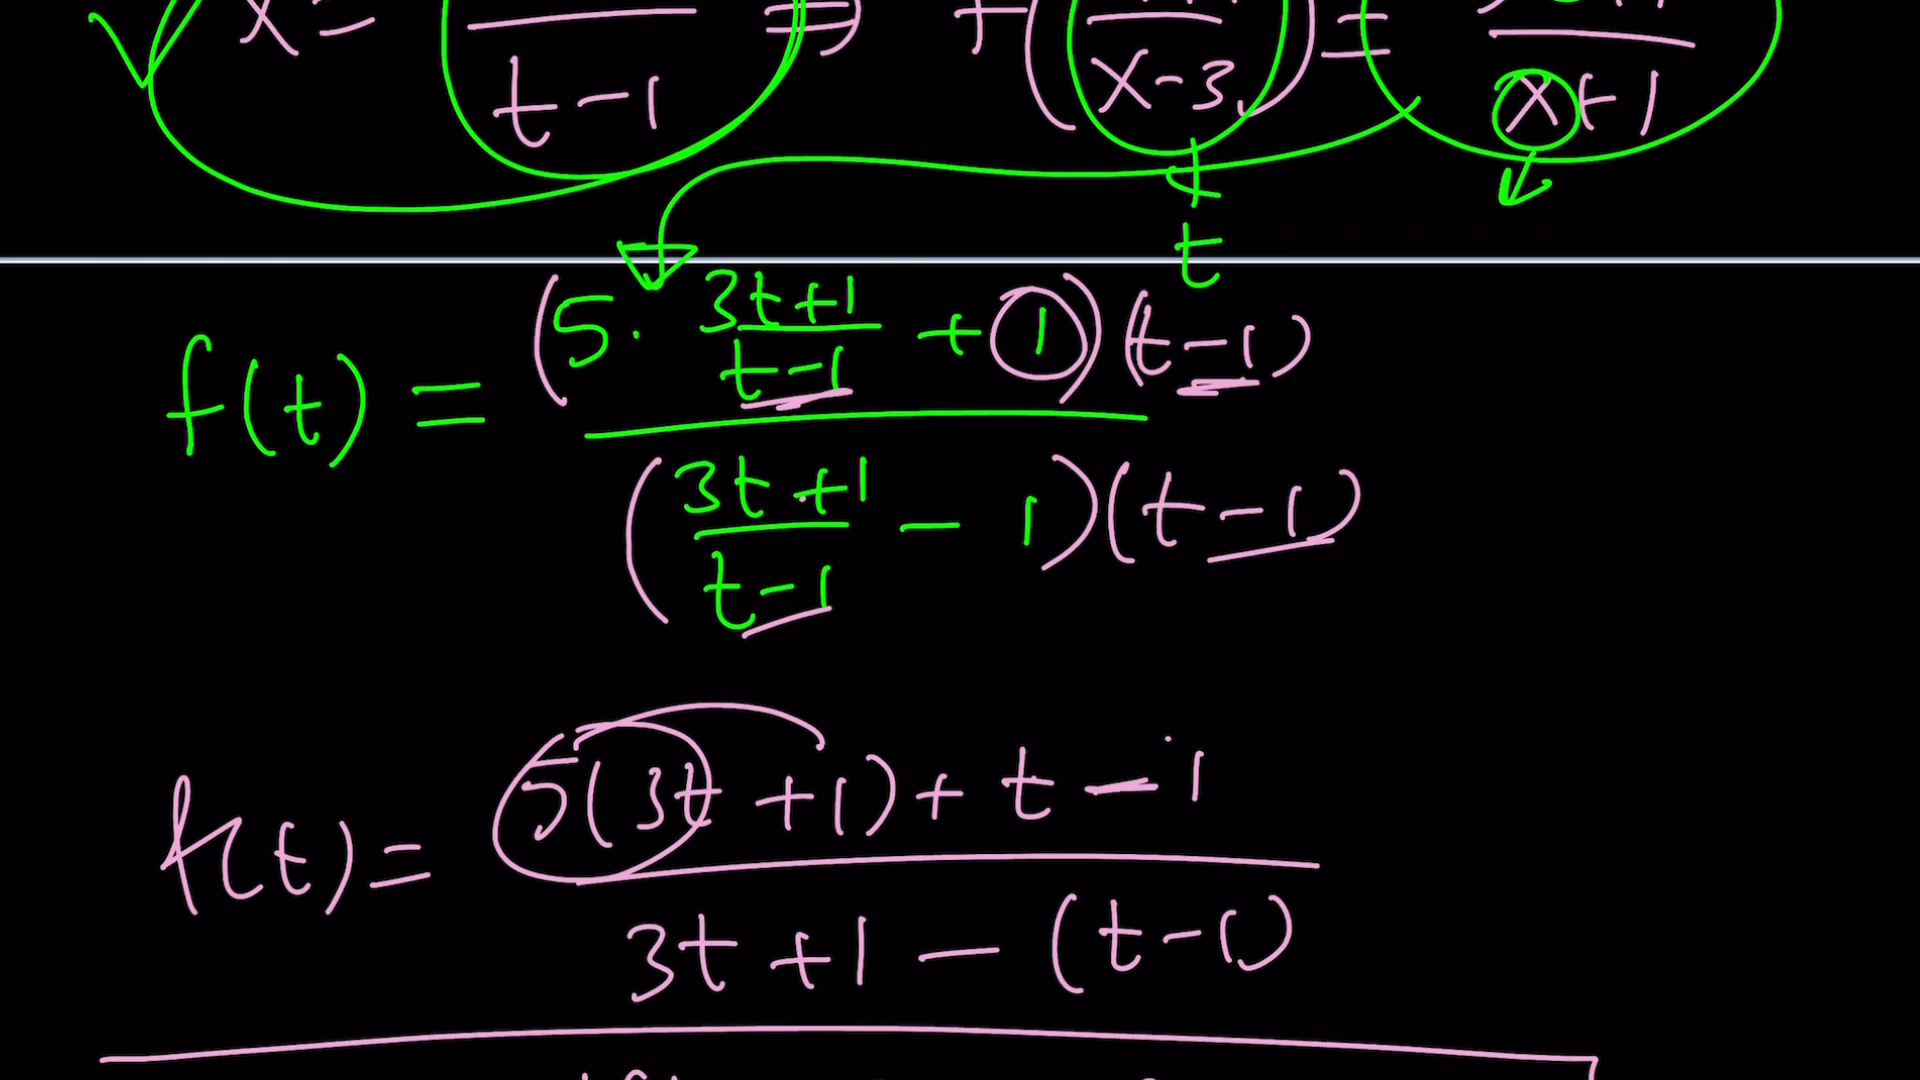 x = / (t-1) ⇒ f( / (x-3)) = / (x+1)
t
f(t) = (5 · (3t+1)/(t-1) + 1)(t-1) / ((3t+1)/(t-1) - 1)(t-1)
f(t) = 5(3t+1)+t-1 / 3t+1-(t-1)